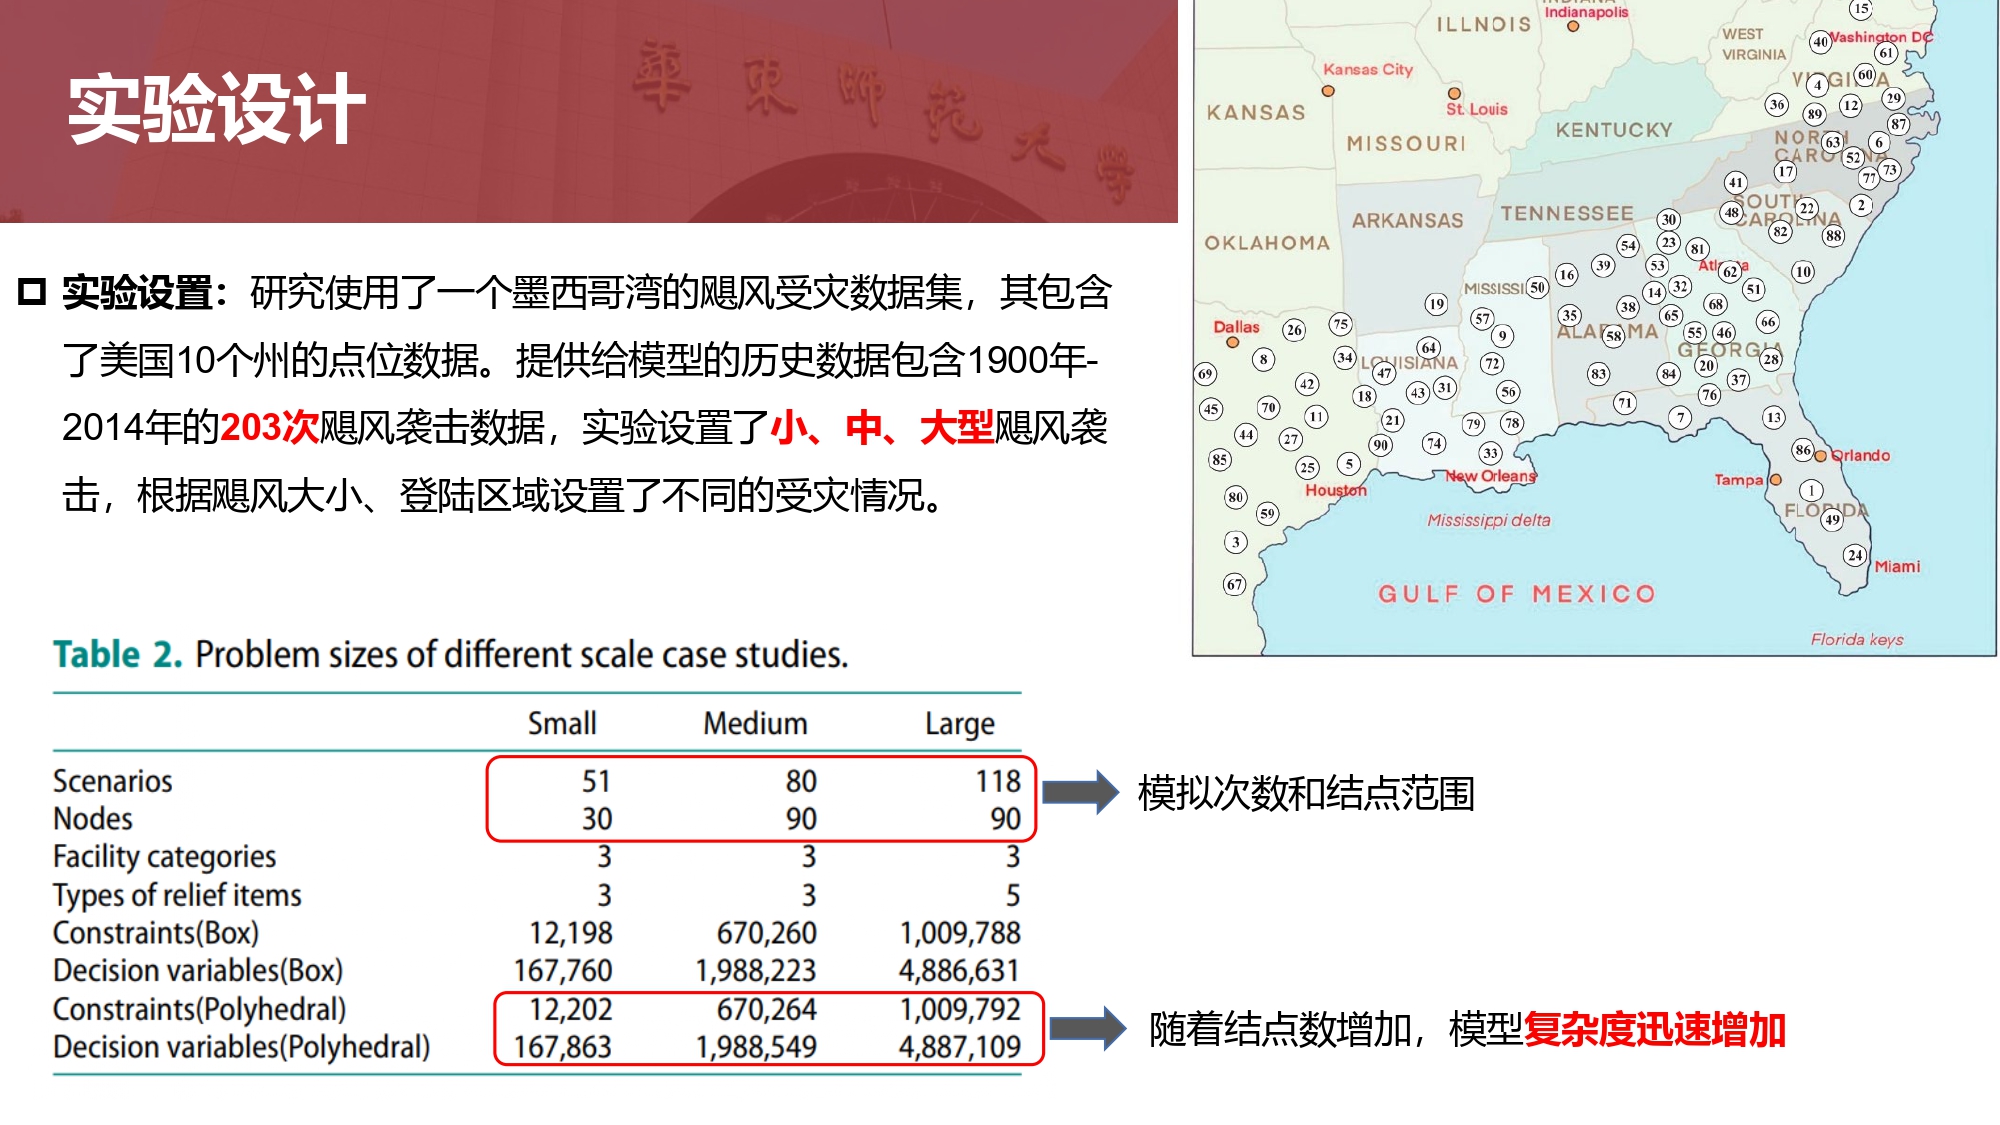 華東師範大學
实验设计
实验设置：研究使用了一个墨西哥湾的飓风受灾数据集，其包含
了美国10个州的点位数据。提供给模型的历史数据包含1900年-
2014年的203次飓风袭击数据，实验设置了小、中、大型飓风袭
击，根据飓风大小、登陆区域设置了不同的受灾情况。
INDIANA
Indianapolis
ILLNOIS
15
WEST
VIRGINIA
40
Washington DC
61
Kansas City
St. Louis
VIRGINIA
60
4
36
12
29
89
87
KANSAS
MISSOURI
KENTUCKY
NORTH
CAROLINA
63
6
52
17
77
73
41
ARKANSAS
TENNESSEE
SOUTH
CAROLINA
48
22
2
30
82
88
OKLAHOMA
54
23
81
39
53
Atlanta
62
16
10
MISSISSI
50
14
32
51
19
38
68
57
35
65
66
Dallas
26
75
9
ALABAMA
58
55
46
GEORGIA
64
8
34
LOUISIANA
72
28
20
69
47
83
84
37
42
18
43
31
56
76
45
70
11
71
21
7
13
44
27
79
78
90
74
86
Orlando
85
25
5
33
Houston
New Orleans
Tampa
80
1
59
Mississippi delta
FLORIDA
49
3
24
Miami
67
GULF OF MEXICO
Florida keys
Table 2. Problem sizes of different scale case studies.
Small Medium Large
Scenarios 51 80 118
Nodes 30 90 90
模拟次数和结点范围
Facility categories 3 3 3
Types of relief items 3 3 5
Constraints(Box) 12,198 670,260 1,009,788
Decision variables(Box) 167,760 1,988,223 4,886,631
Constraints(Polyhedral) 12,202 670,264 1,009,792
Decision variables(Polyhedral) 167,863 1,988,549 4,887,109
随着结点数增加，模型复杂度迅速增加